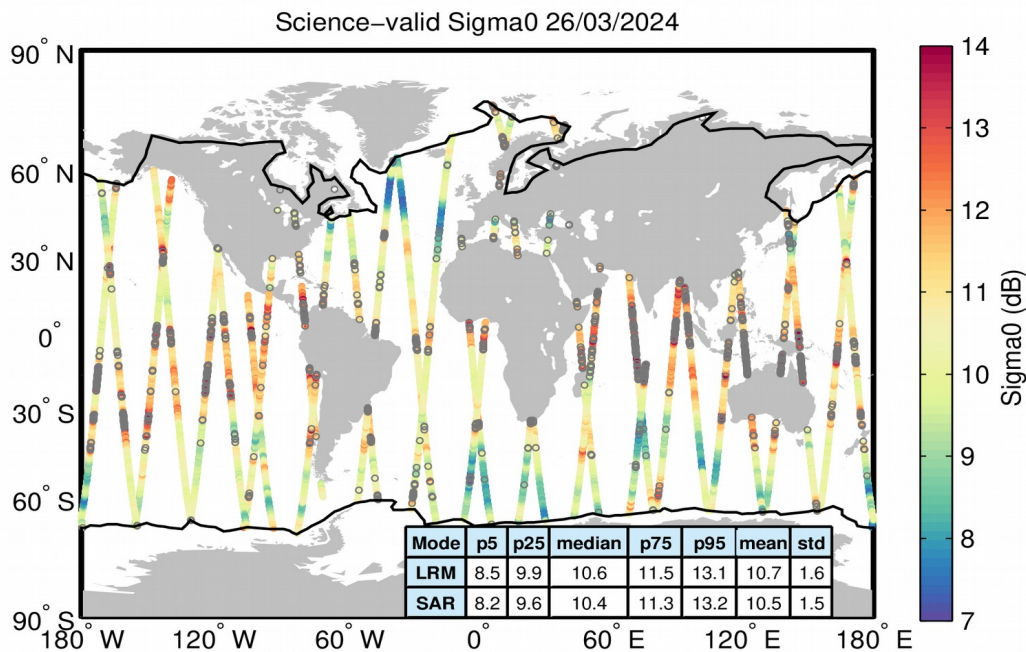 Science−valid Sigma0 26/03/2024
90° N
60° N
30° N
0°
30° S
60° S
90° S
180° W
120° W
60° W
0°
60° E
120° E
180° E
14
13
12
11
10
9
8
7
Sigma0 (dB)
Mode p5 p25 median p75 p95 mean std
LRM 8.5 9.9 10.6 11.5 13.1 10.7 1.6
SAR 8.2 9.6 10.4 11.3 13.2 10.5 1.5